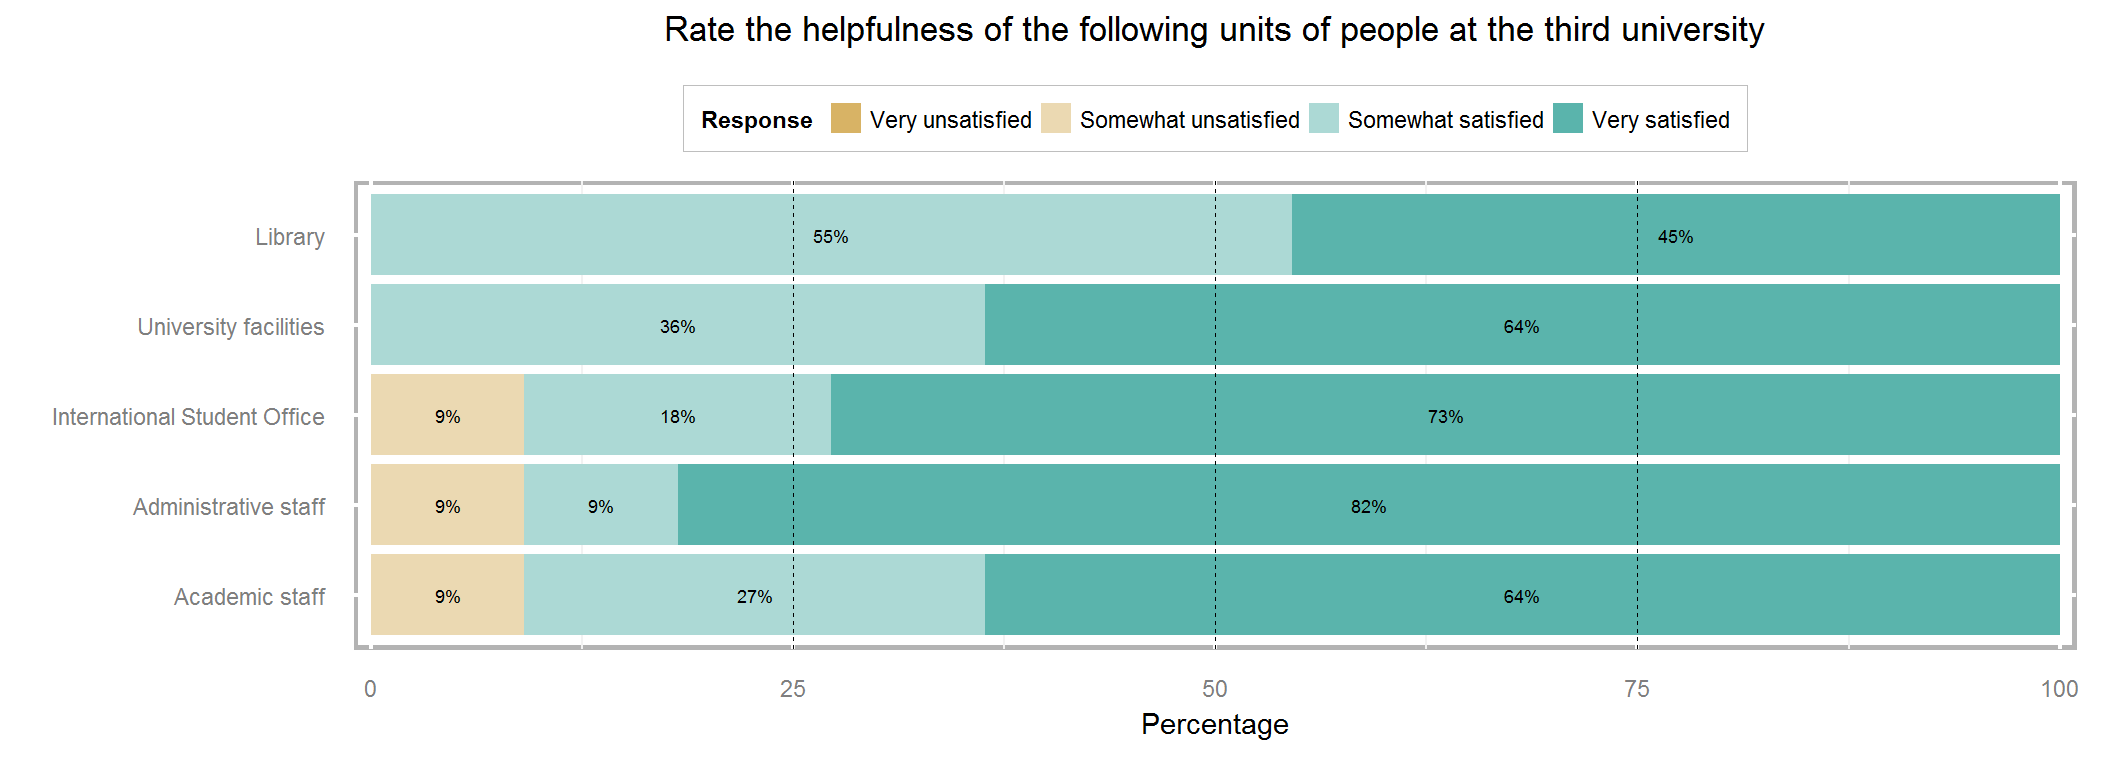 Rate the helpfulness of the following units of people at the third university
Response Very unsatisfied Somewhat unsatisfied Somewhat satisfied Very satisfied
Library 55% 45%
University facilities 36% 64%
International Student Office 9% 18% 73%
Administrative staff 9% 9% 82%
Academic staff 9% 27% 64%
0 25 50 75 100
Percentage